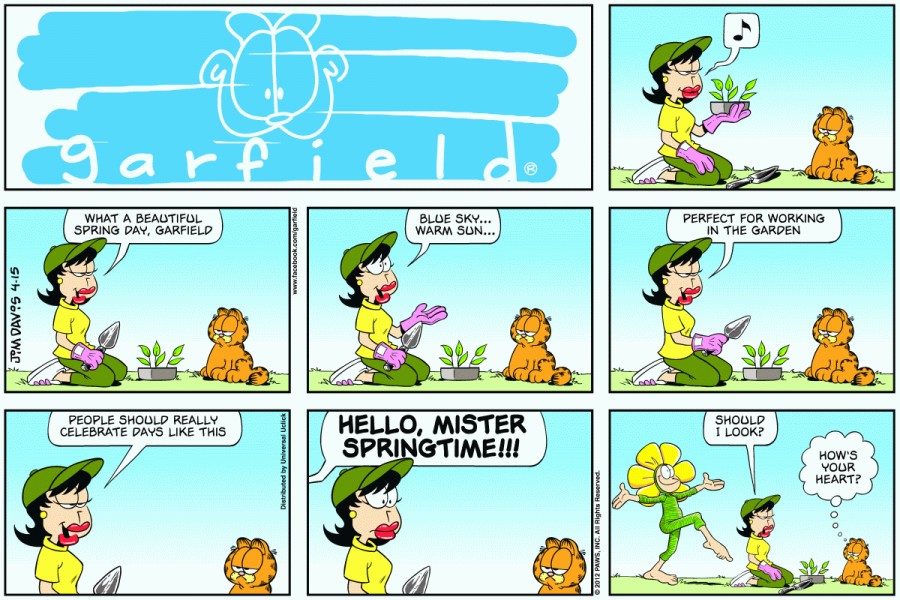 garfield®
JIM DAVIS 4-15
WHAT A BEAUTIFUL
SPRING DAY, GARFIELD
www.facebook.com/garfield
BLUE SKY...
WARM SUN...
PERFECT FOR WORKING
IN THE GARDEN
PEOPLE SHOULD REALLY
CELEBRATE DAYS LIKE THIS
Distributed by Universal Uclick
HELLO, MISTER
SPRINGTIME!!!
© 2012 PAWS, INC. All Rights Reserved.
SHOULD
I LOOK?
HOW'S
YOUR
HEART?